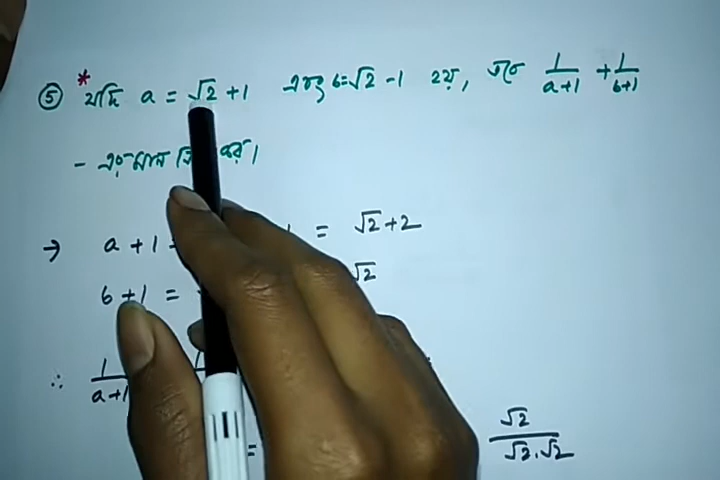 ⑤ * যদি a = √2 + 1 এবং b = √2 - 1 হয়, তবে 1/(a+1) + 1/(b+1)
- এর মান কর।
→ a + 1 = √2 + 2
b + 1 = √2
∴ 1/(a+1)
= √2/(√2.√2)